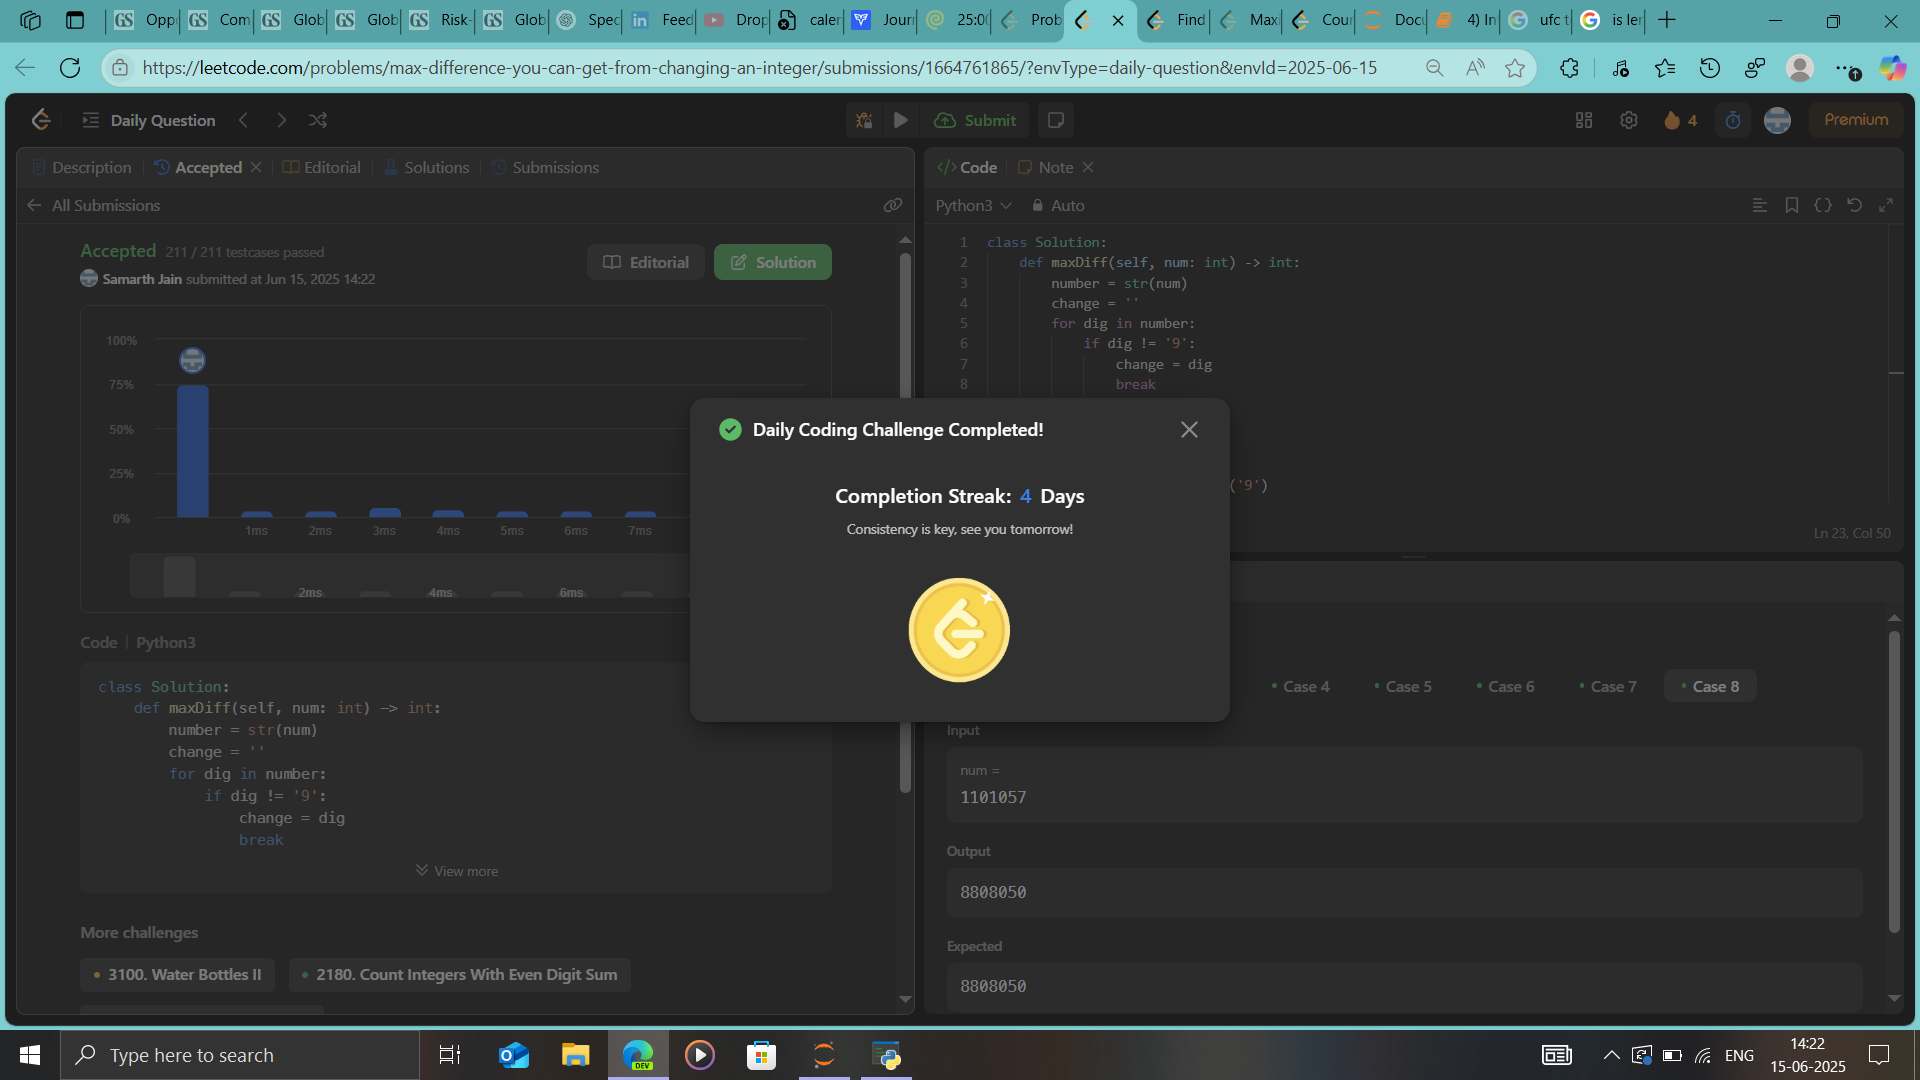 Oppo
Com
Glob
Glob
Risk-
Glob
Spec
Feed
Drop
caler
Jour
25:00
Prob
Find
Max
Cour
Docu
4) In
ufc t
is ler
https://leetcode.com/problems/max-difference-you-can-get-from-changing-an-integer/submissions/1664761865/?envType=daily-question&envId=2025-06-15
Daily Question
Submit
4
Premium
Description
Accepted
Editorial
Solutions
Submissions
All Submissions
Accepted 211 / 211 testcases passed
Samarth Jain submitted at Jun 15, 2025 14:22
Editorial
Solution
100%
75%
50%
25%
0%
1ms 2ms 3ms 4ms 5ms 6ms 7ms
2ms 4ms 6ms
Code | Python3
class Solution:
def maxDiff(self, num: int) -> int:
number = str(num)
change = ''
for dig in number:
if dig != '9':
change = dig
break
View more
More challenges
3100. Water Bottles II
2180. Count Integers With Even Digit Sum
</> Code
Note
Python3
Auto
1 class Solution:
2 def maxDiff(self, num: int) -> int:
3 number = str(num)
4 change = ''
5 for dig in number:
6 if dig != '9':
7 change = dig
8 break
('9')
Ln 23, Col 50
Daily Coding Challenge Completed!
Completion Streak: 4 Days
Consistency is key, see you tomorrow!
Case 4
Case 5
Case 6
Case 7
Case 8
Input
num =
1101057
Output
8808050
Expected
8808050
Type here to search
DEV
ENG
14:22
15-06-2025